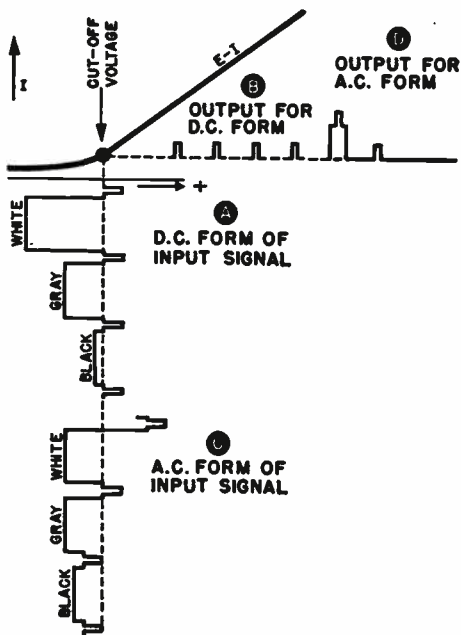 I
CUT-OFF
VOLTAGE
E-I
B
OUTPUT FOR
D.C. FORM
D
OUTPUT FOR
A.C. FORM
+
A
D.C. FORM OF
INPUT SIGNAL
WHITE
GRAY
BLACK
C
A.C. FORM OF
INPUT SIGNAL
WHITE
GRAY
BLACK